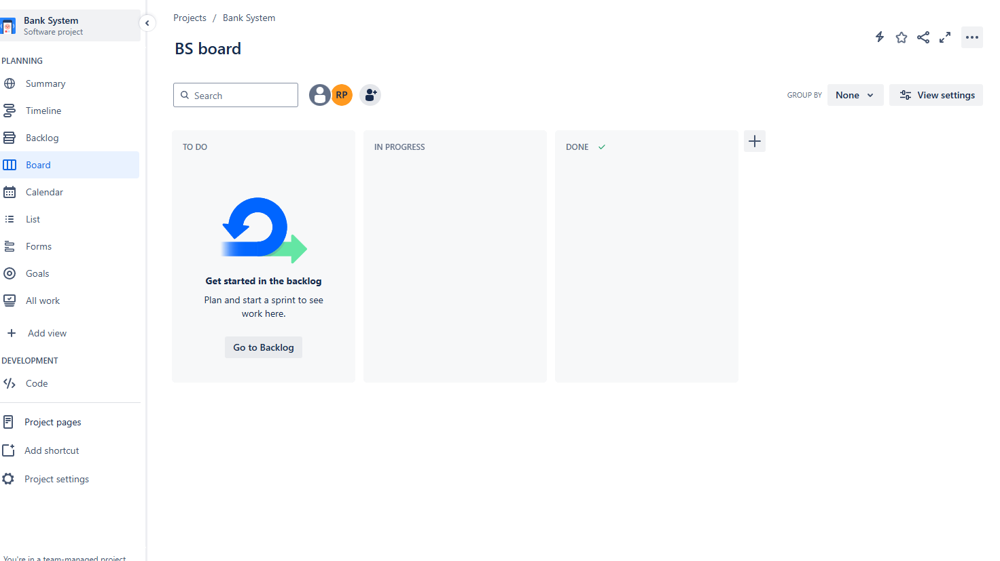 Bank System
Software project
PLANNING
Summary
Timeline
Backlog
Board
Calendar
List
Forms
Goals
All work
Add view
DEVELOPMENT
Code
Project pages
Add shortcut
Project settings
You're in a team-managed project
Projects / Bank System
BS board
Search
RP
GROUP BY
None
View settings
TO DO
IN PROGRESS
DONE
Get started in the backlog
Plan and start a sprint to see
work here.
Go to Backlog